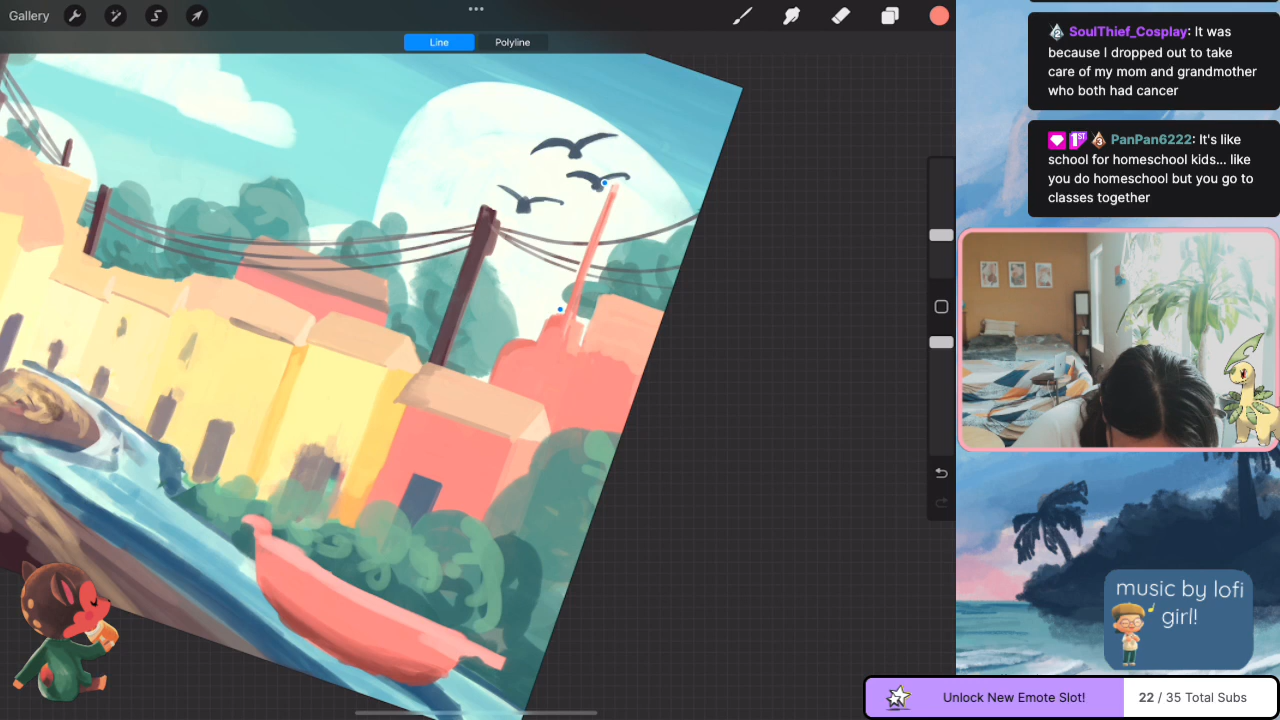 Gallery
Line
Polyline
SoulThief_Cosplay: It was
because I dropped out to take
care of my mom and grandmother
who both had cancer
1ST
3
PanPan6222: It's like
school for homeschool kids... like
you do homeschool but you go to
classes together
music by lofi
girl!
Unlock New Emote Slot!
22 / 35 Total Subs